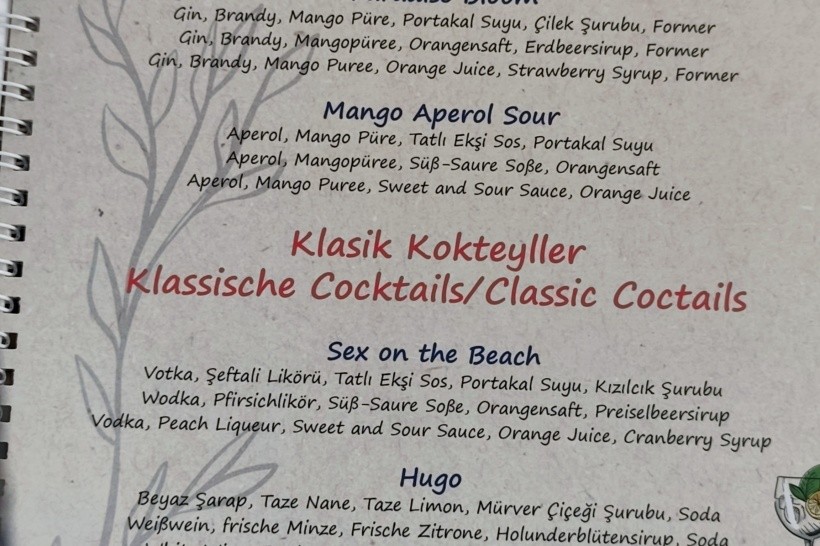 Bloom
Gin, Brandy, Mango Püre, Portakal Suyu, Çilek Şurubu, Former
Gin, Brandy, Mangopüree, Orangensaft, Erdbeersirup, Former
Gin, Brandy, Mango Puree, Orange Juice, Strawberry Syrup, Former
Mango Aperol Sour
Aperol, Mango Püre, Tatlı Ekşi Sos, Portakal Suyu
Aperol, Mangopüree, Süß-Saure Soße, Orangensaft
Aperol, Mango Puree, Sweet and Sour Sauce, Orange Juice
Klasik Kokteyller
Klassische Cocktails/Classic Coctails
Sex on the Beach
Votka, Şeftali Likörü, Tatlı Ekşi Sos, Portakal Suyu, Kızılcık Şurubu
Wodka, Pfirsichlikör, Süß-Saure Soße, Orangensaft, Preiselbeersirup
Vodka, Peach Liqueur, Sweet and Sour Sauce, Orange Juice, Cranberry Syrup
Hugo
Beyaz Şarap, Taze Nane, Taze Limon, Mürver Çiçeği Şurubu, Soda
Weißwein, frische Minze, Frische Zitrone, Holunderblütensirup, Soda